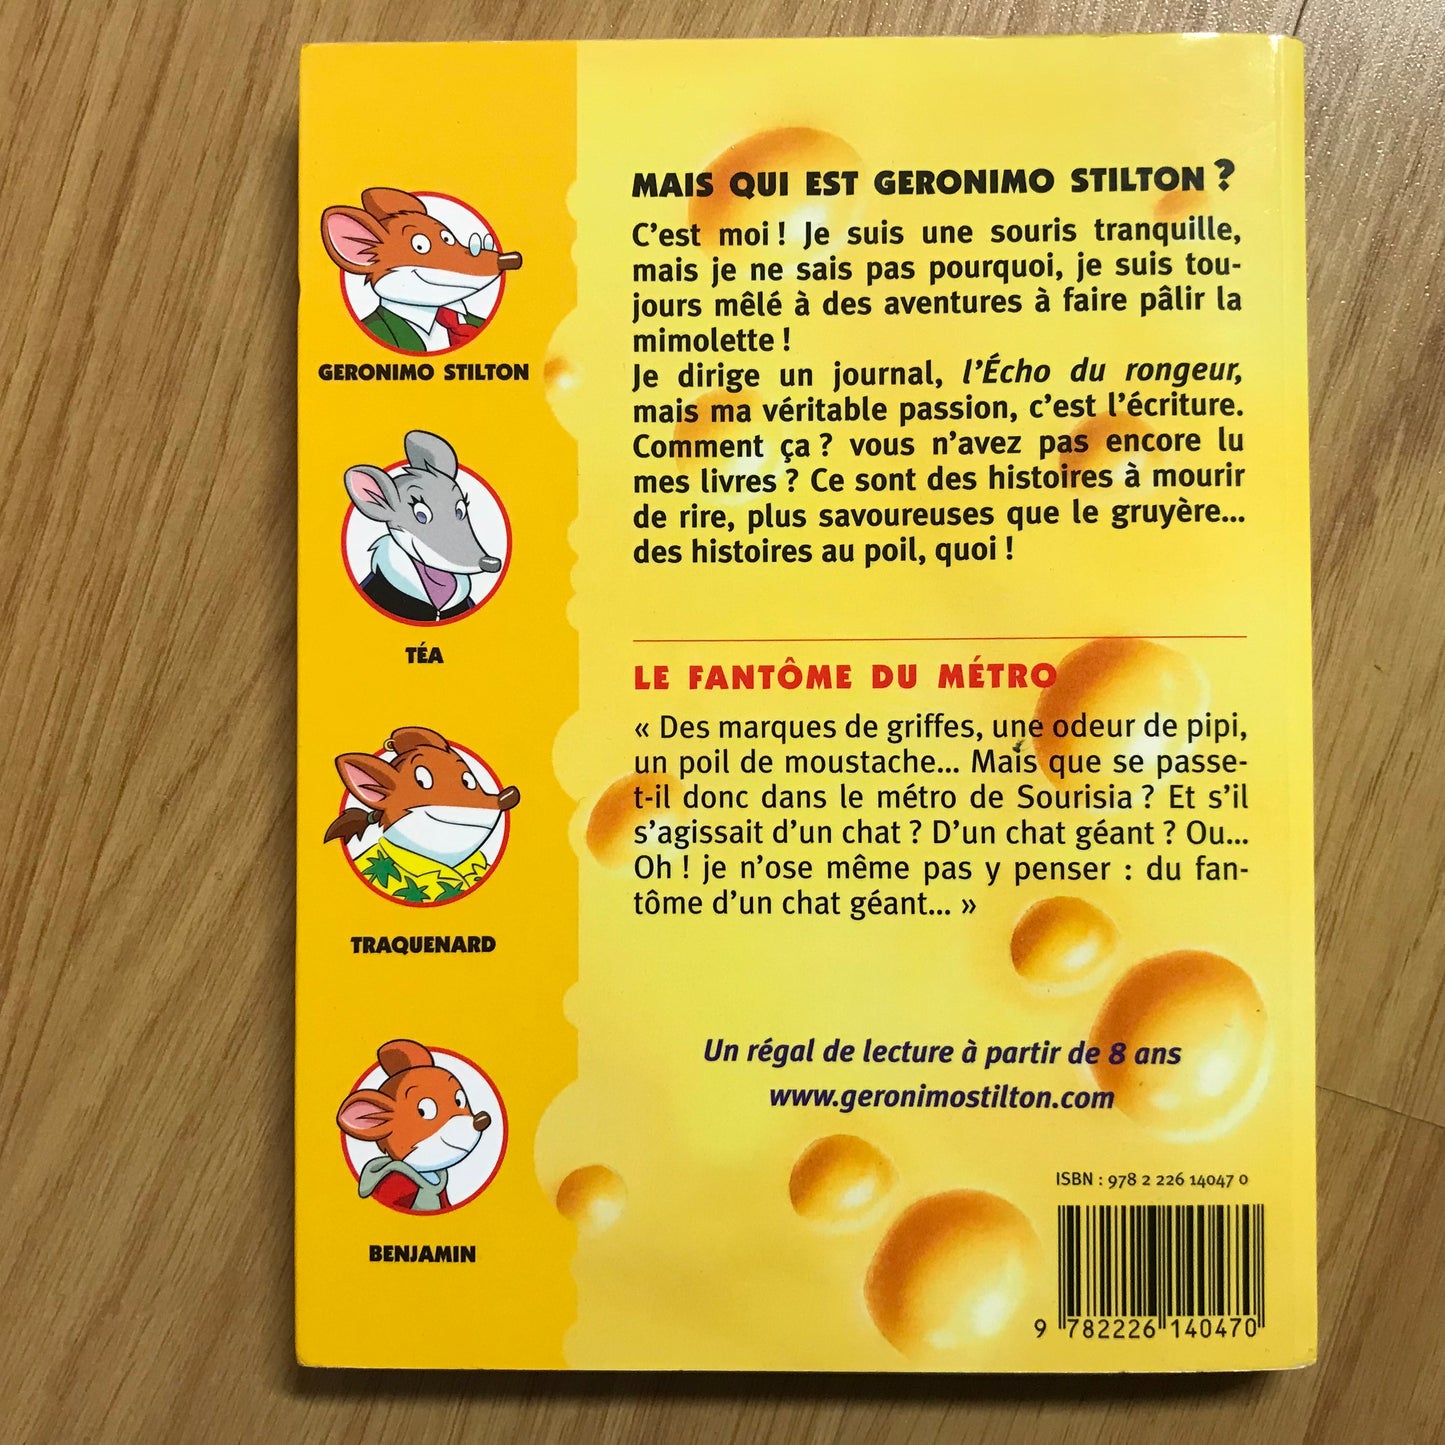 GERONIMO STILTON
TÉA
TRAQUENARD
BENJAMIN
MAIS QUI EST GERONIMO STILTON ?
C'est moi ! Je suis une souris tranquille,
mais je ne sais pas pourquoi, je suis tou-
jours mêlé à des aventures à faire pâlir la
mimolette !
Je dirige un journal, l'Écho du rongeur,
mais ma véritable passion, c'est l'écriture.
Comment ça ? vous n'avez pas encore lu
mes livres ? Ce sont des histoires à mourir
de rire, plus savoureuses que le gruyère...
des histoires au poil, quoi !
LE FANTÔME DU MÉTRO
« Des marques de griffes, une odeur de pipi,
un poil de moustache... Mais que se passe-
t-il donc dans le métro de Sourisia ? Et s'il
s'agissait d'un chat ? D'un chat géant ? Ou...
Oh ! je n'ose même pas y penser : du fan-
tôme d'un chat géant... »
Un régal de lecture à partir de 8 ans
www.geronimostilton.com
ISBN : 978 2 226 14047 0
9 782226 140470